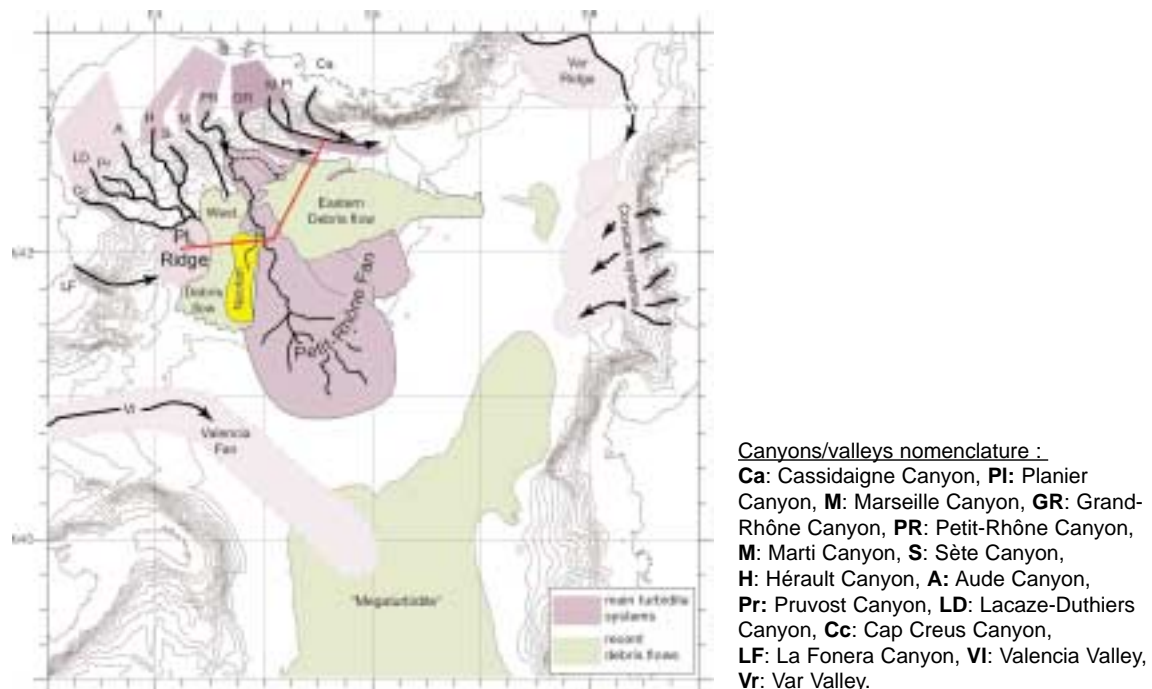 Ca
Pl
M
PR
GR
H
M
S
A
LD
Pr
Var
Ridge
West
Eastern
Debris flow
Pl.
Ridge
Debris
flow
LF
Petit-Rhône Fan
VI
Valencia
Fan
"Megaturbidite"
main turbidite
systems
recent
debris flows
Canyons/valleys nomenclature :
Ca: Cassidaigne Canyon, Pl: Planier
Canyon, M: Marseille Canyon, GR: Grand-
Rhône Canyon, PR: Petit-Rhône Canyon,
M: Marti Canyon, S: Sète Canyon,
H: Hérault Canyon, A: Aude Canyon,
Pr: Pruvost Canyon, LD: Lacaze-Duthiers
Canyon, Cc: Cap Creus Canyon,
LF: La Fonera Canyon, VI: Valencia Valley,
Vr: Var Valley.